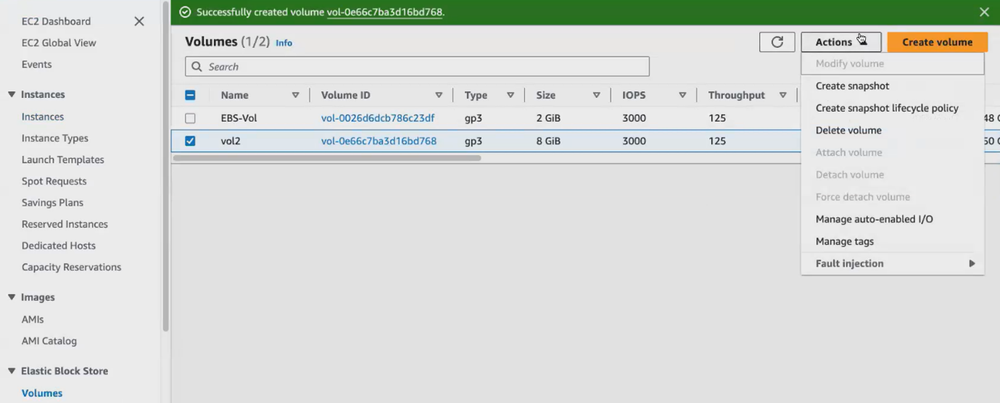 EC2 Dashboard
EC2 Global View
Events
Instances
Instances
Instance Types
Launch Templates
Spot Requests
Savings Plans
Reserved Instances
Dedicated Hosts
Capacity Reservations
Images
AMIs
AMI Catalog
Elastic Block Store
Volumes
Successfully created volume vol-0e66c7ba3d16bd768.
Volumes (1/2) Info
Actions
Create volume
Search
Name Volume ID Type Size IOPS Throughput
EBS-Vol vol-0026d6dcb786c23df gp3 2 GiB 3000 125
vol2 vol-0e66c7ba3d16bd768 gp3 8 GiB 3000 125
Modify volume
Create snapshot
Create snapshot lifecycle policy
Delete volume
Attach volume
Detach volume
Force detach volume
Manage auto-enabled I/O
Manage tags
Fault injection